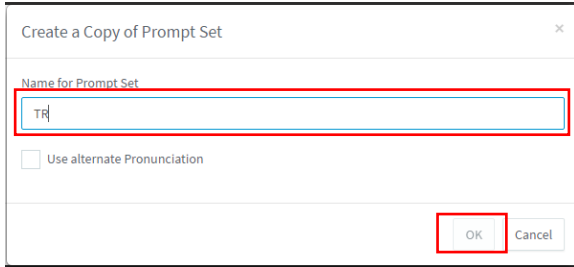 Create a Copy of Prompt Set ×
Name for Prompt Set
TR
Use alternate Pronunciation
OK Cancel